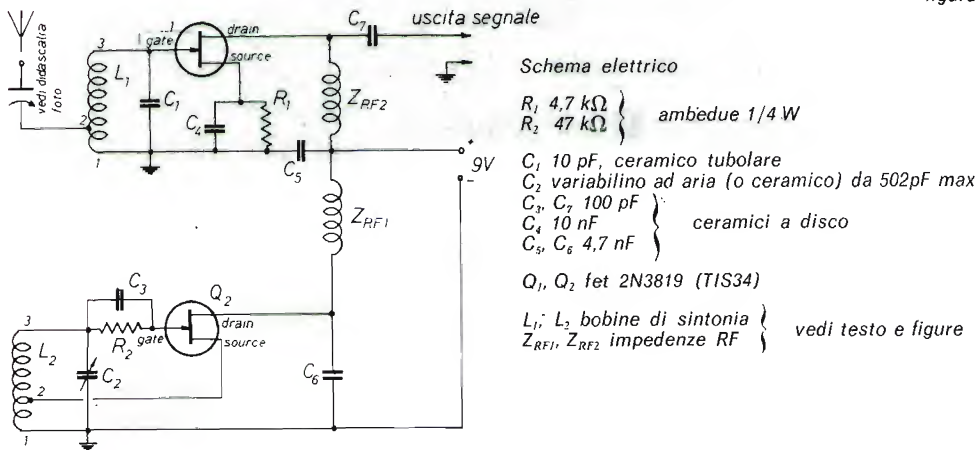 figura
uscita segnale
C7
drain
1
gate
source
3
L1
C1
C4
R1
ZRF2
vedi didascalia
foto
2
1
C5
+
9V
-
ZRF1
C3
Q2
3
R2
gate
drain
source
L2
C2
2
C6
1
Schema elettrico
R1 4,7 kΩ
R2 47 kΩ
ambedue 1/4 W
C1 10 pF, ceramico tubolare
C2 variabilino ad aria (o ceramico) da 502pF max
C3, C7 100 pF
C4 10 nF
C5, C6 4,7 nF
ceramici a disco
Q1, Q2 fet 2N3819 (TIS34)
L1, L2 bobine di sintonia
ZRF1, ZRF2 impedenze RF
vedi testo e figure